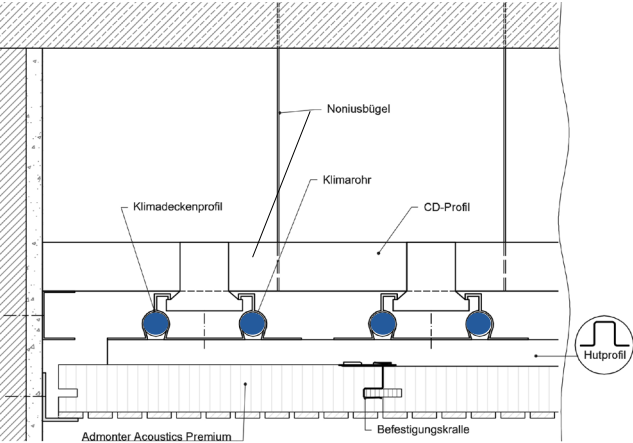 Noniusbügel
Klimarohr
Klimadeckenprofil
CD-Profil
Hutprofil
Befestigungskralle
Admonter Acoustics Premium